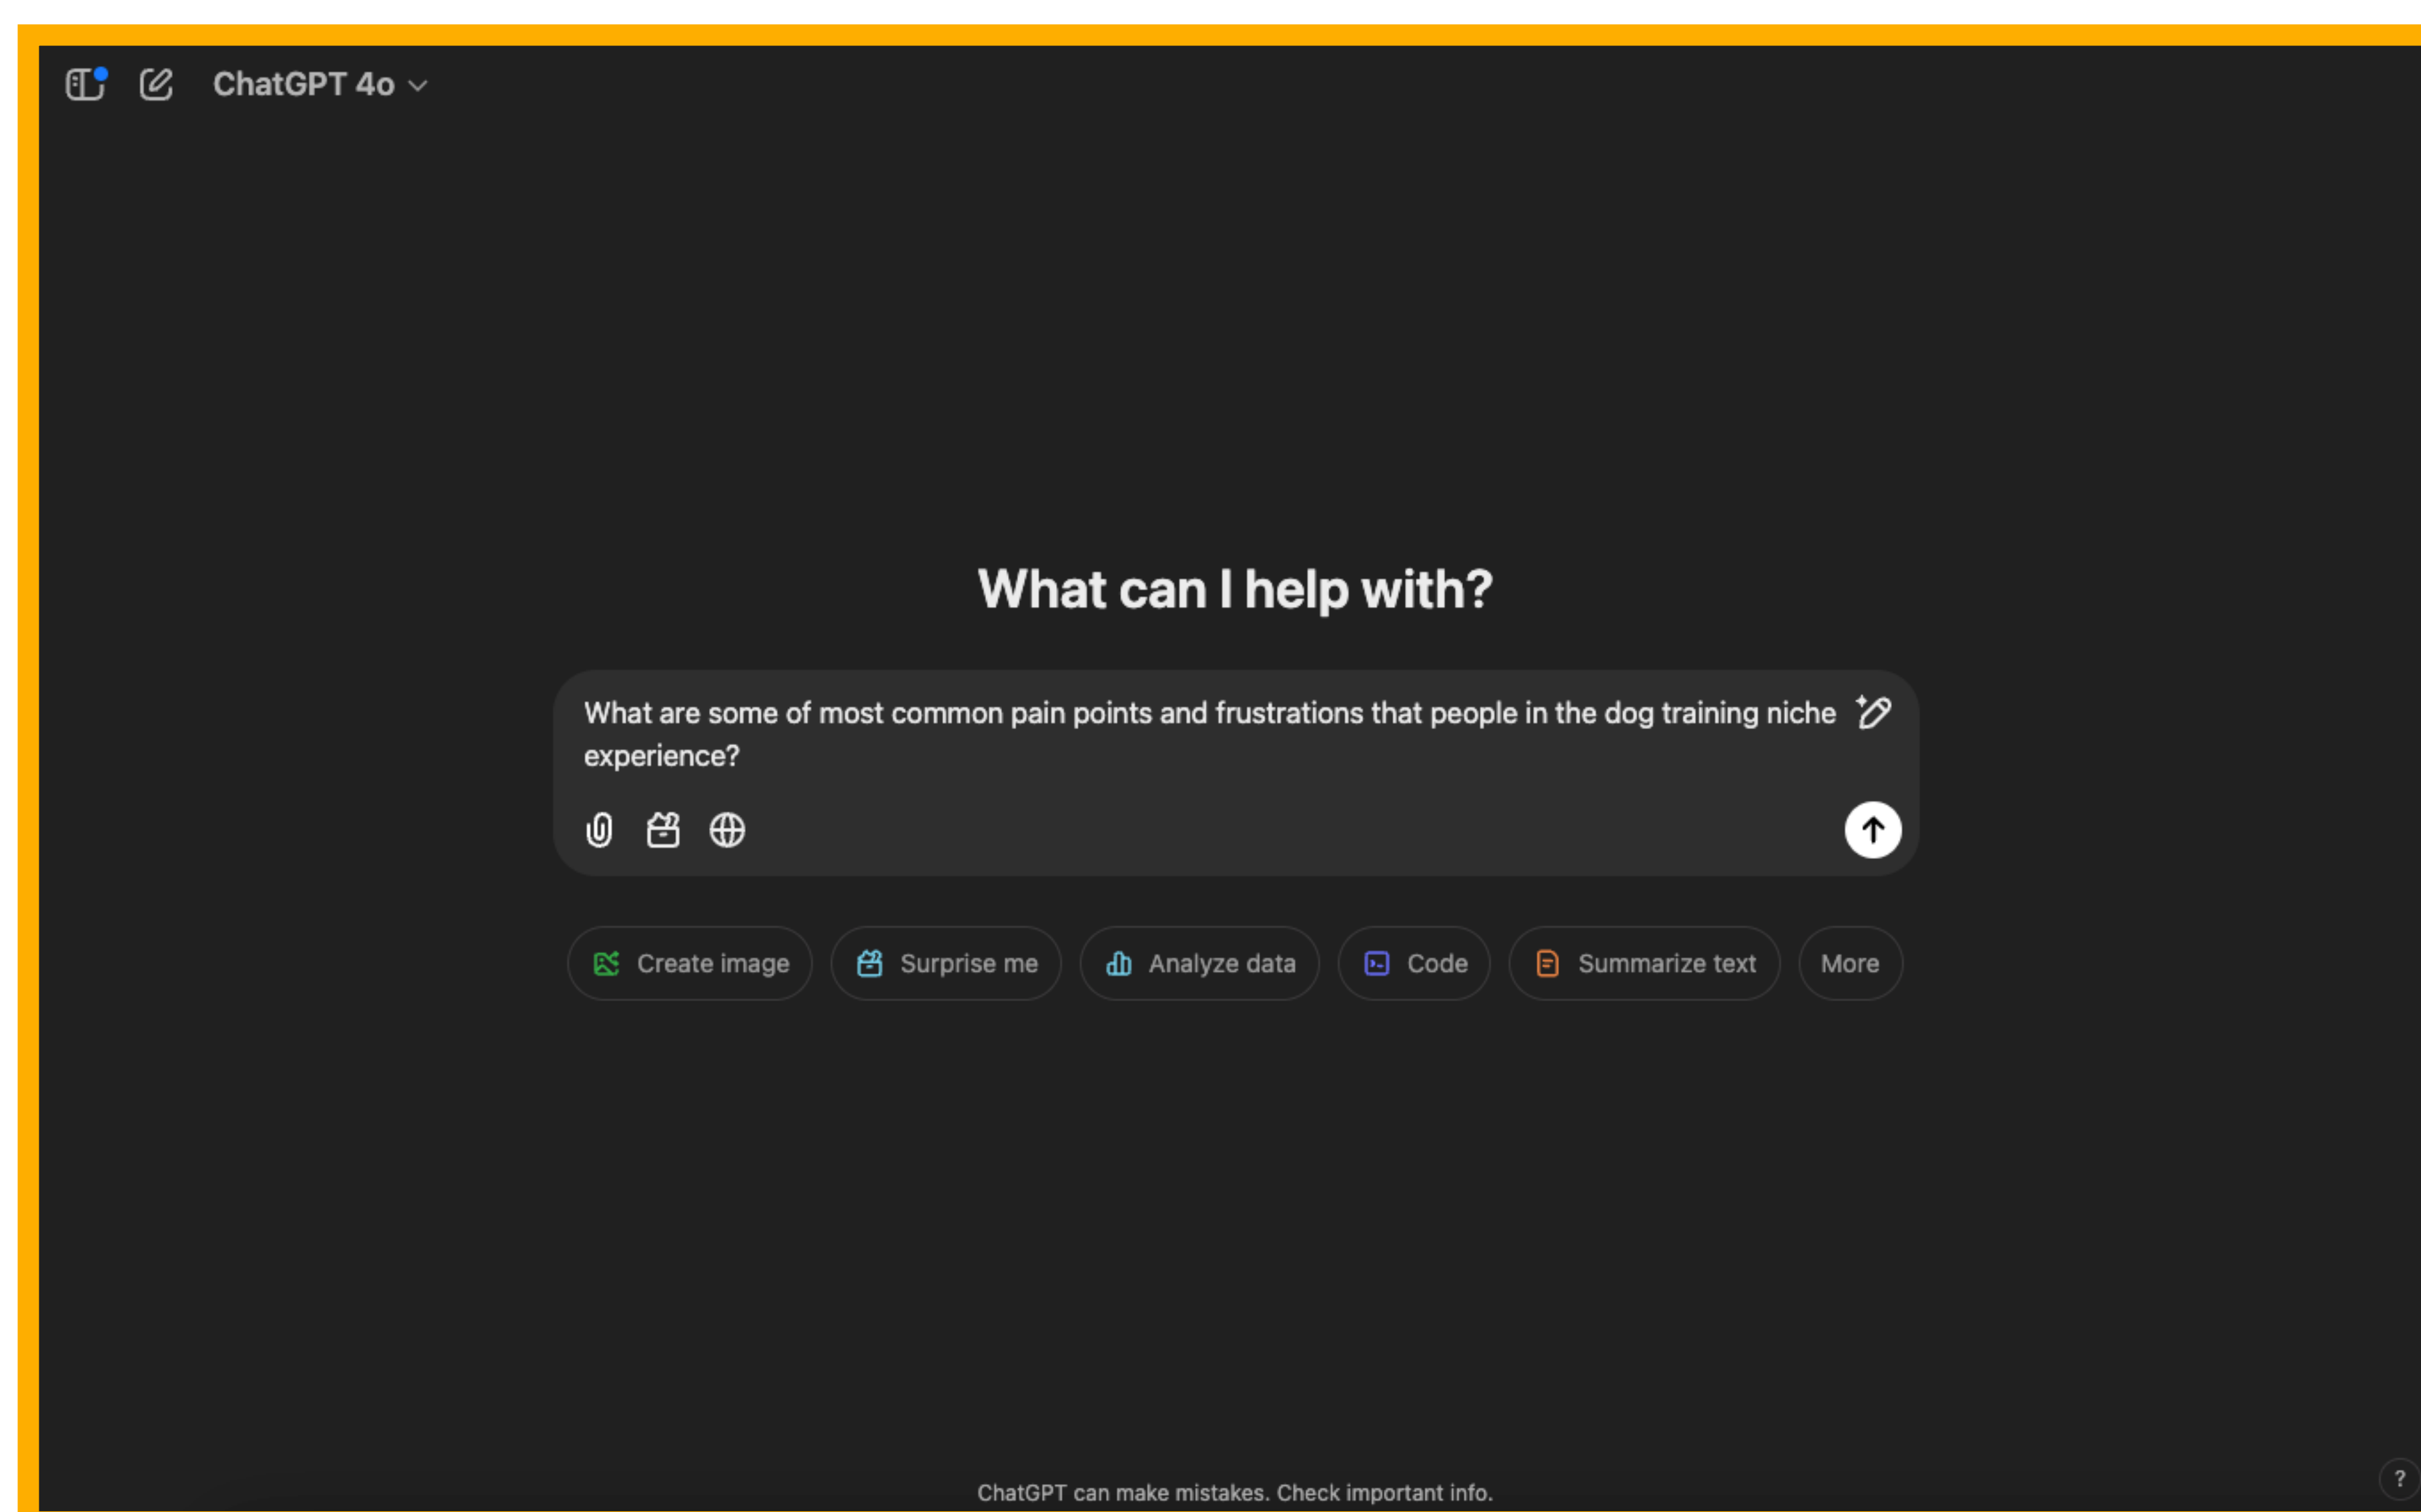 ChatGPT 4o
What can I help with?
What are some of most common pain points and frustrations that people in the dog training niche
experience?
Create image
Surprise me
Analyze data
Code
Summarize text
More
ChatGPT can make mistakes. Check important info.
?